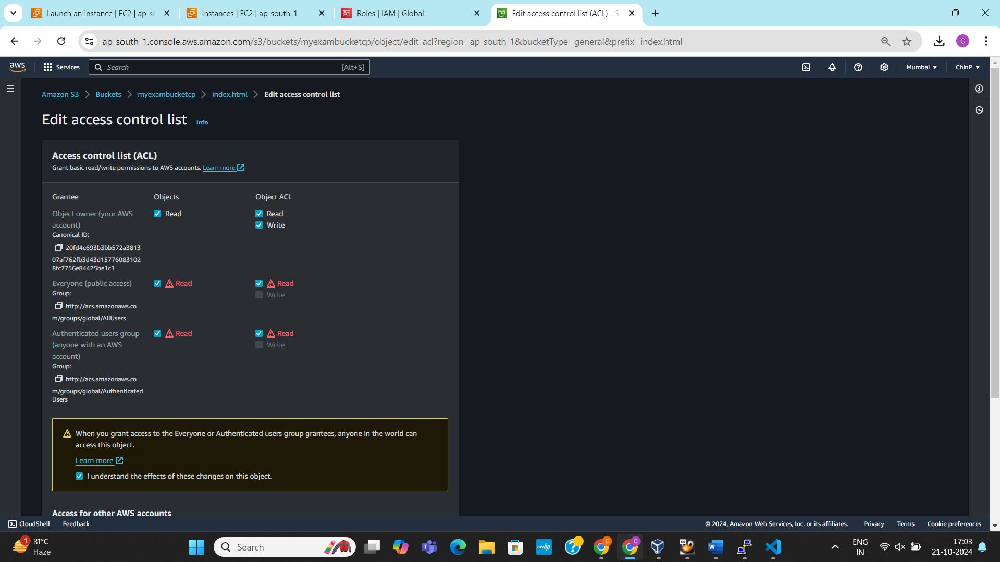 Launch an instance | EC2 | ap-sc
Instances | EC2 | ap-south-1
Roles | IAM | Global
Edit access control list (ACL) - S
ap-south-1.console.aws.amazon.com/s3/buckets/myexambucketcp/object/edit_acl?region=ap-south-1&bucketType=general&prefix=index.html
C
aws
Services
Search
[Alt+S]
Mumbai
ChinP
Amazon S3
Buckets
myexambucketcp
index.html
Edit access control list
Edit access control list
Info
Access control list (ACL)
Grant basic read/write permissions to AWS accounts. Learn more
Grantee
Objects
Object ACL
Object owner (your AWS
account)
Canonical ID:
20fd4e693b3bb572a3813
07af762fb3d43d15776083102
8fc7756e84425be1c1
Read
Read
Write
Everyone (public access)
Group:
http://acs.amazonaws.co
m/groups/global/AllUsers
Read
Read
Write
Authenticated users group
(anyone with an AWS
account)
Group:
http://acs.amazonaws.co
m/groups/global/Authenticated
Users
Read
Read
Write
When you grant access to the Everyone or Authenticated users group grantees, anyone in the world can
access this object.
Learn more
I understand the effects of these changes on this object.
Access for other AWS accounts
CloudShell
Feedback
© 2024, Amazon Web Services, Inc. or its affiliates.
Privacy
Terms
Cookie preferences
1
31°C
Haze
Search
myhp
C
C
64
W
ENG
IN
17:03
21-10-2024